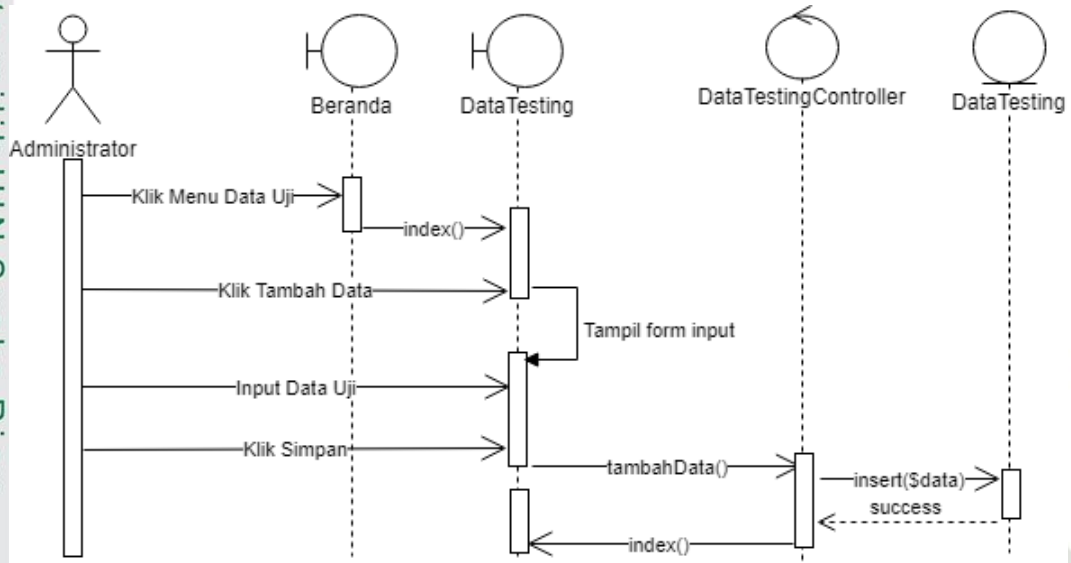 Beranda
DataTesting
DataTestingController
DataTesting
Administrator
Klik Menu Data Uji
index()
Klik Tambah Data
Tampil form input
Input Data Uji
Klik Simpan
tambahData()
insert($data)
success
index()